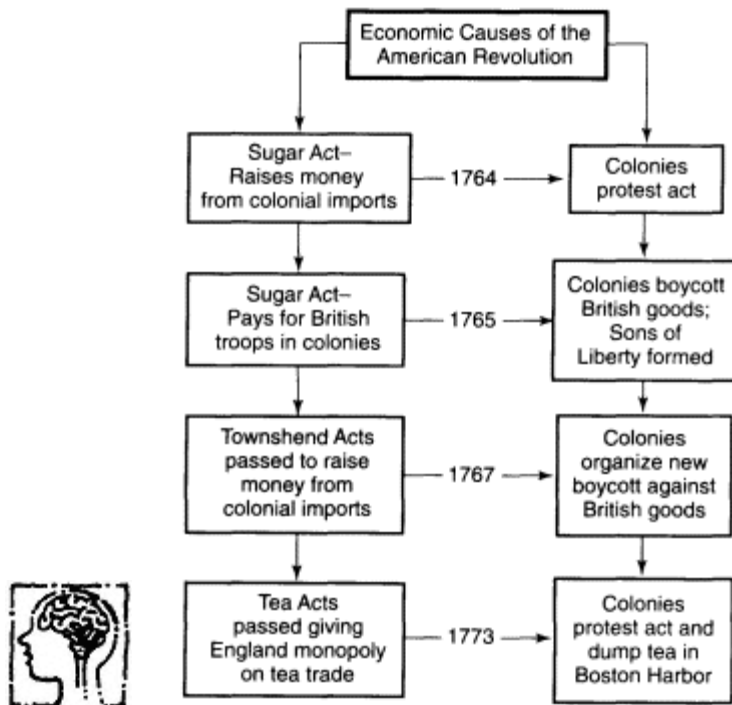 Economic Causes of the
American Revolution
Sugar Act–
Raises money
from colonial imports
1764
Colonies
protest act
Sugar Act–
Pays for British
troops in colonies
1765
Colonies boycott
British goods;
Sons of
Liberty formed
Townshend Acts
passed to raise
money from
colonial imports
1767
Colonies
organize new
boycott against
British goods
Tea Acts
passed giving
England monopoly
on tea trade
1773
Colonies
protest act and
dump tea in
Boston Harbor